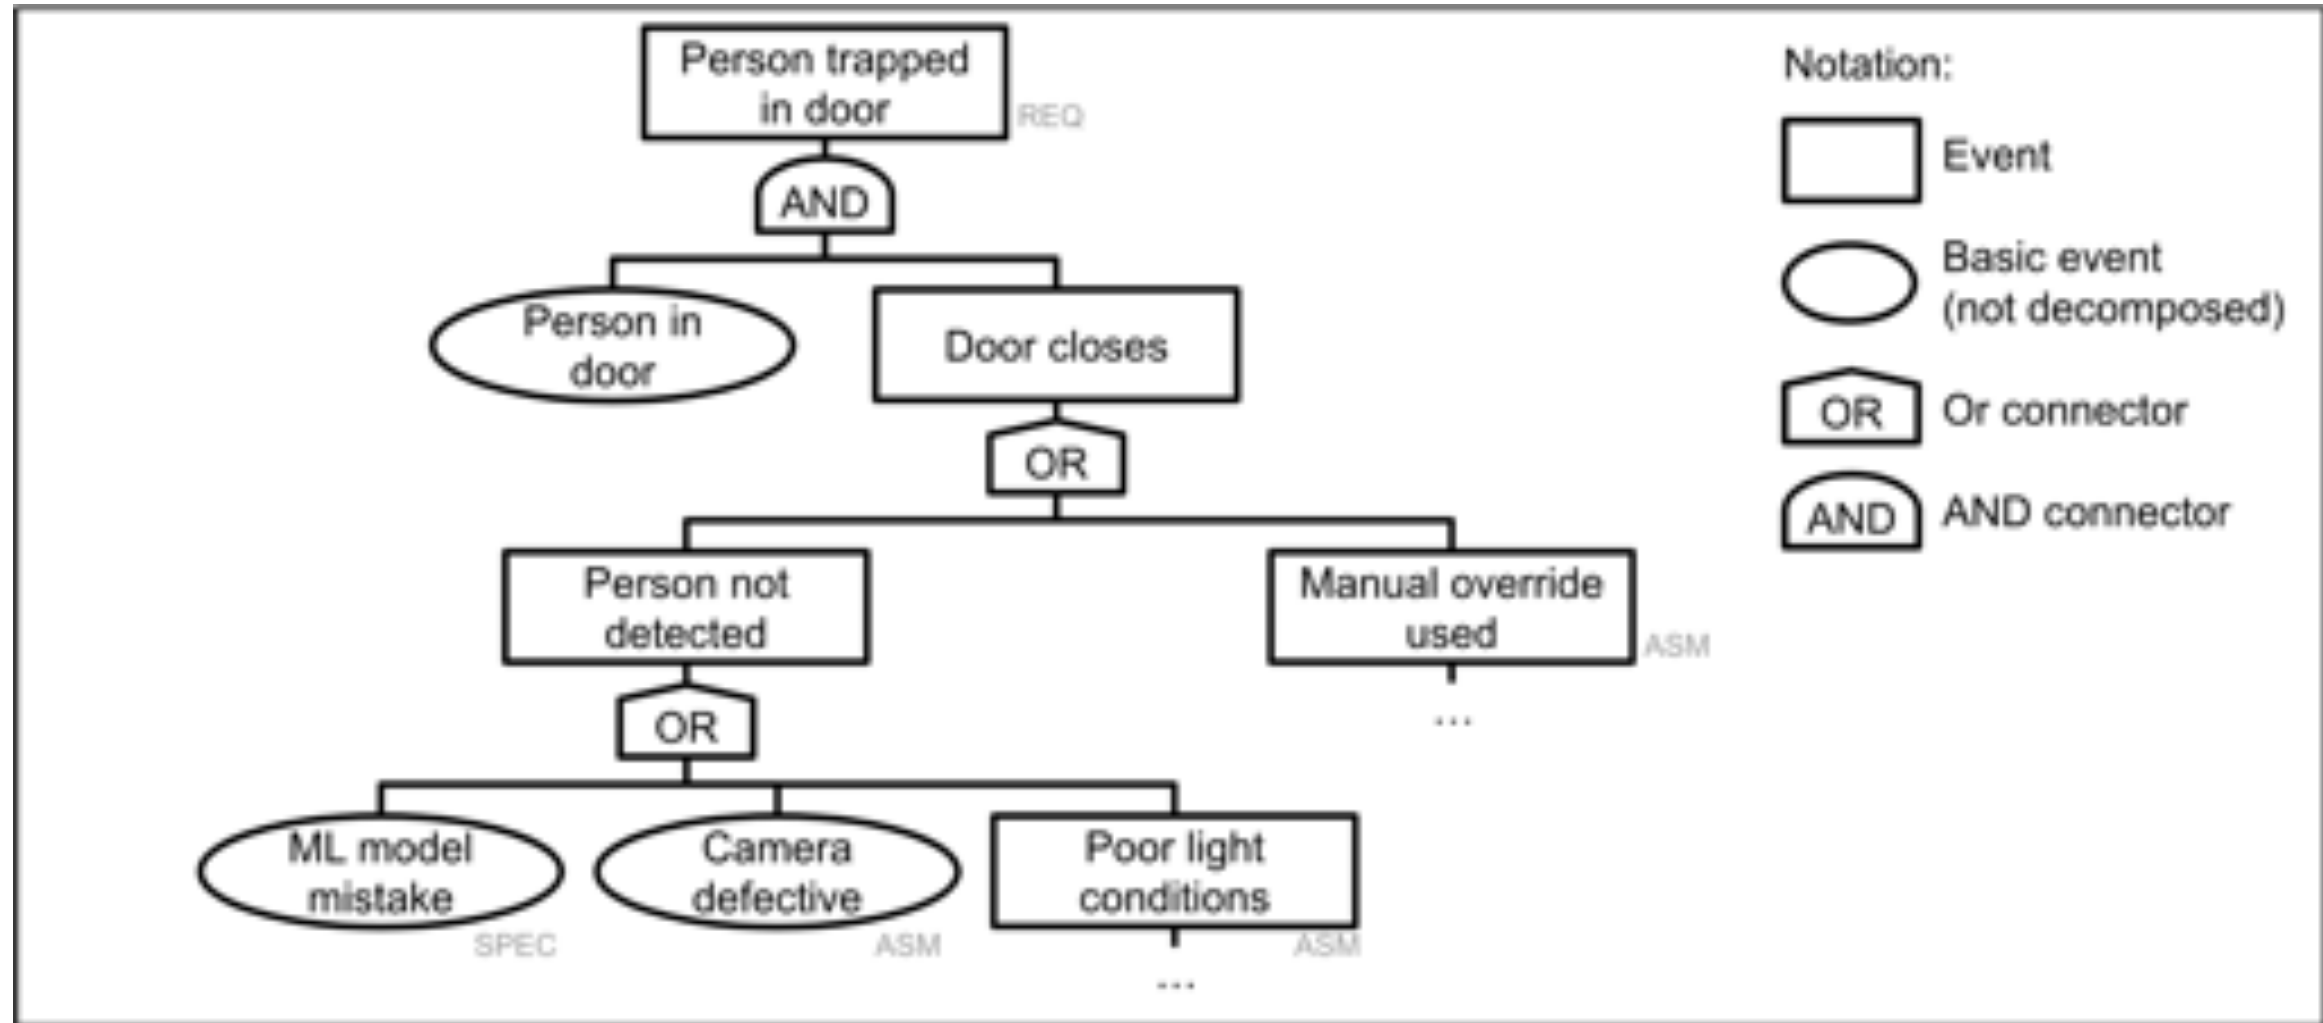 Person trapped
in door
REQ
AND
Person in
door
Door closes
OR
Person not
detected
Manual override
used
ASM
...
OR
ML model
mistake
SPEC
Camera
defective
ASM
Poor light
conditions
ASM
...
Notation:
Event
Basic event
(not decomposed)
OR
Or connector
AND
AND connector